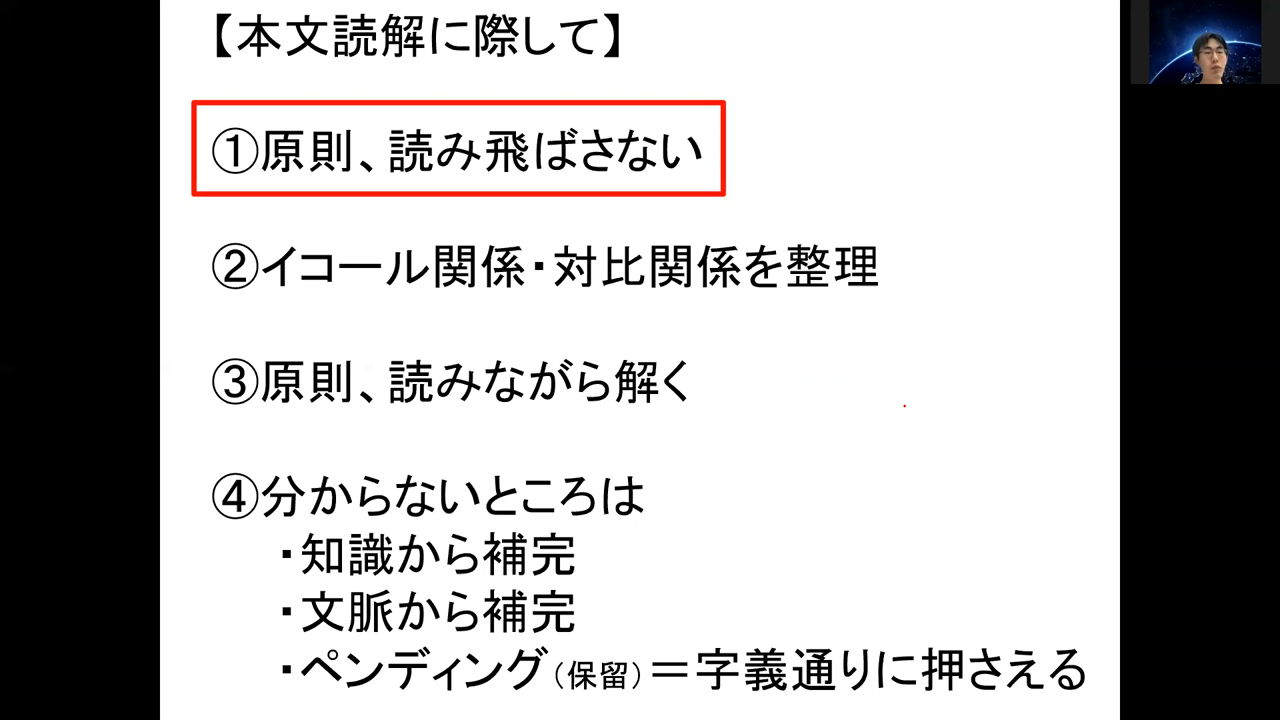 【本文読解に際して】
①原則、読み飛ばさない
②イコール関係・対比関係を整理
③原則、読みながら解く
④分からないところは
・知識から補完
・文脈から補完
・ペンディング(保留)=字義通りに押さえる